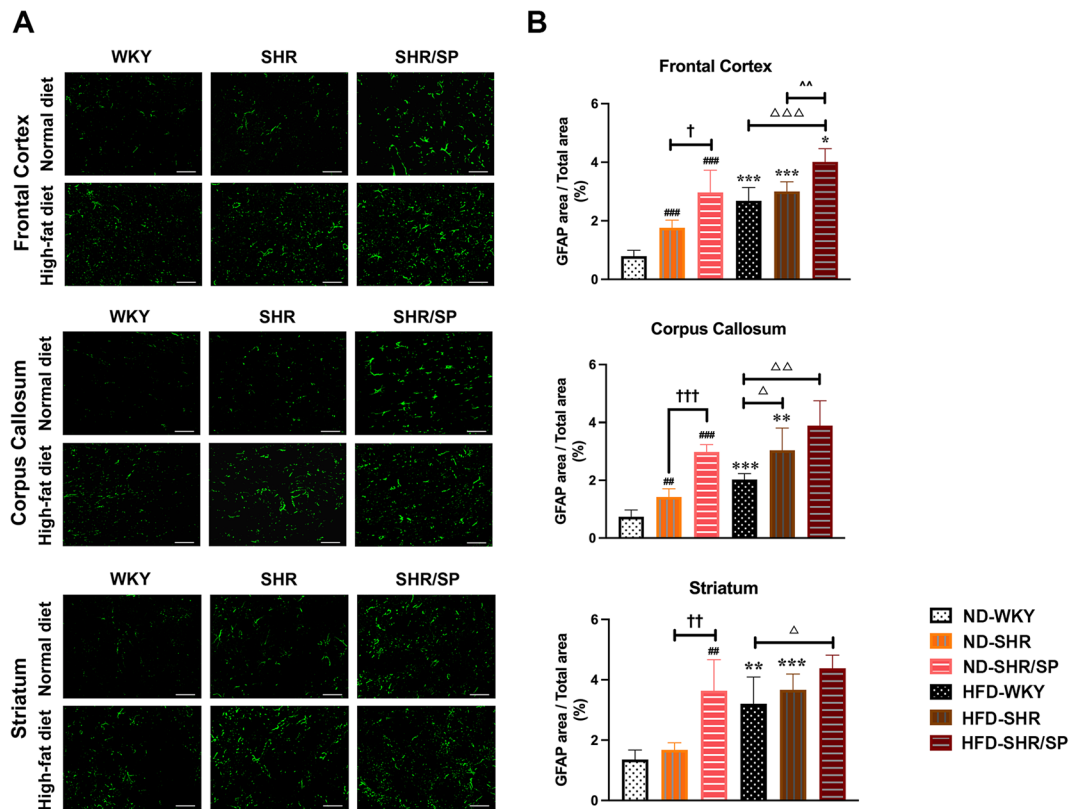 A
WKY SHR SHR/SP
Frontal Cortex
Normal diet
High-fat diet
WKY SHR SHR/SP
Corpus Callosum
Normal diet
High-fat diet
WKY SHR SHR/SP
Striatum
Normal diet
High-fat diet
B
Frontal Cortex
GFAP area / Total area
(%)
6
4
2
0
###
†
###
***
***
*
△△△
^^
Corpus Callosum
GFAP area / Total area
(%)
6
4
2
0
##
†††
###
***
**
△
△△
Striatum
GFAP area / Total area
(%)
6
4
2
0
††
##
**
***
△
ND-WKY
ND-SHR
ND-SHR/SP
HFD-WKY
HFD-SHR
HFD-SHR/SP